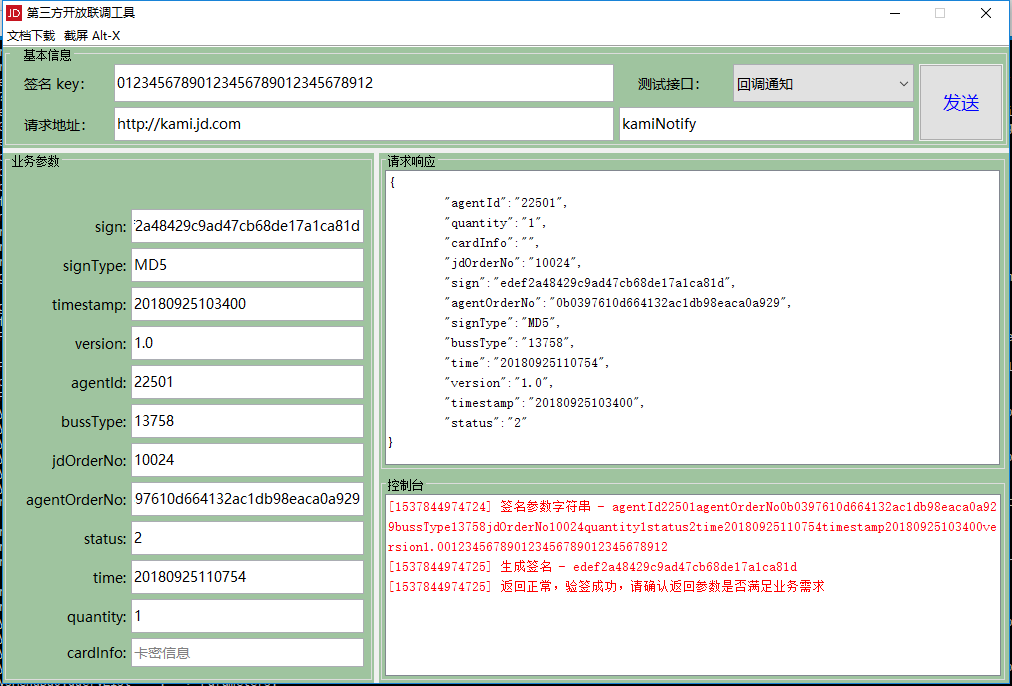 JD 第三方开放联调工具
文档下载 截屏 Alt-X
基本信息
签名 key: 01234567890123456789012345678912 测试接口: 回调通知
发送
请求地址: http://kami.jd.com kamiNotify
业务参数
sign: 2a48429c9ad47cb68de17a1ca81d
signType: MD5
timestamp: 20180925103400
version: 1.0
agentId: 22501
bussType: 13758
jdOrderNo: 10024
agentOrderNo: 97610d664132ac1db98eaca0a929
status: 2
time: 20180925110754
quantity: 1
cardInfo: 卡密信息
请求响应
{
"agentId":"22501",
"quantity":"1",
"cardInfo":"",
"jdOrderNo":"10024",
"sign":"edef2a48429c9ad47cb68de17a1ca81d",
"agentOrderNo":"0b0397610d664132ac1db98eaca0a929",
"signType":"MD5",
"bussType":"13758",
"time":"20180925110754",
"version":"1.0",
"timestamp":"20180925103400",
"status":"2"
}
控制台
[1537844974724] 签名参数字符串 - agentId22501agentOrderNo0b0397610d664132ac1db98eaca0a92
9bussType13758jdOrderNo10024quantity1status2time20180925110754timestamp20180925103400ve
rsion1.001234567890123456789012345678912
[1537844974725] 生成签名 - edef2a48429c9ad47cb68de17a1ca81d
[1537844974725] 返回正常，验签成功，请确认返回参数是否满足业务需求